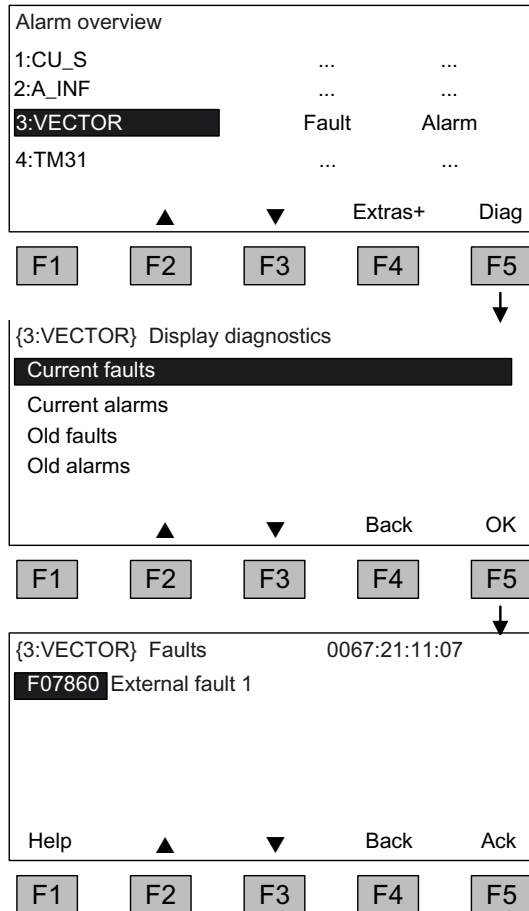 Alarm overview
1:CU_S ... ...
2:A_INF ... ...
3:VECTOR Fault Alarm
4:TM31 ... ...
▲ ▼ Extras+ Diag
F1 F2 F3 F4 F5
{3:VECTOR} Display diagnostics
Current faults
Current alarms
Old faults
Old alarms
▲ ▼ Back OK
F1 F2 F3 F4 F5
{3:VECTOR} Faults 0067:21:11:07
F07860 External fault 1
Help ▲ ▼ Back Ack
F1 F2 F3 F4 F5